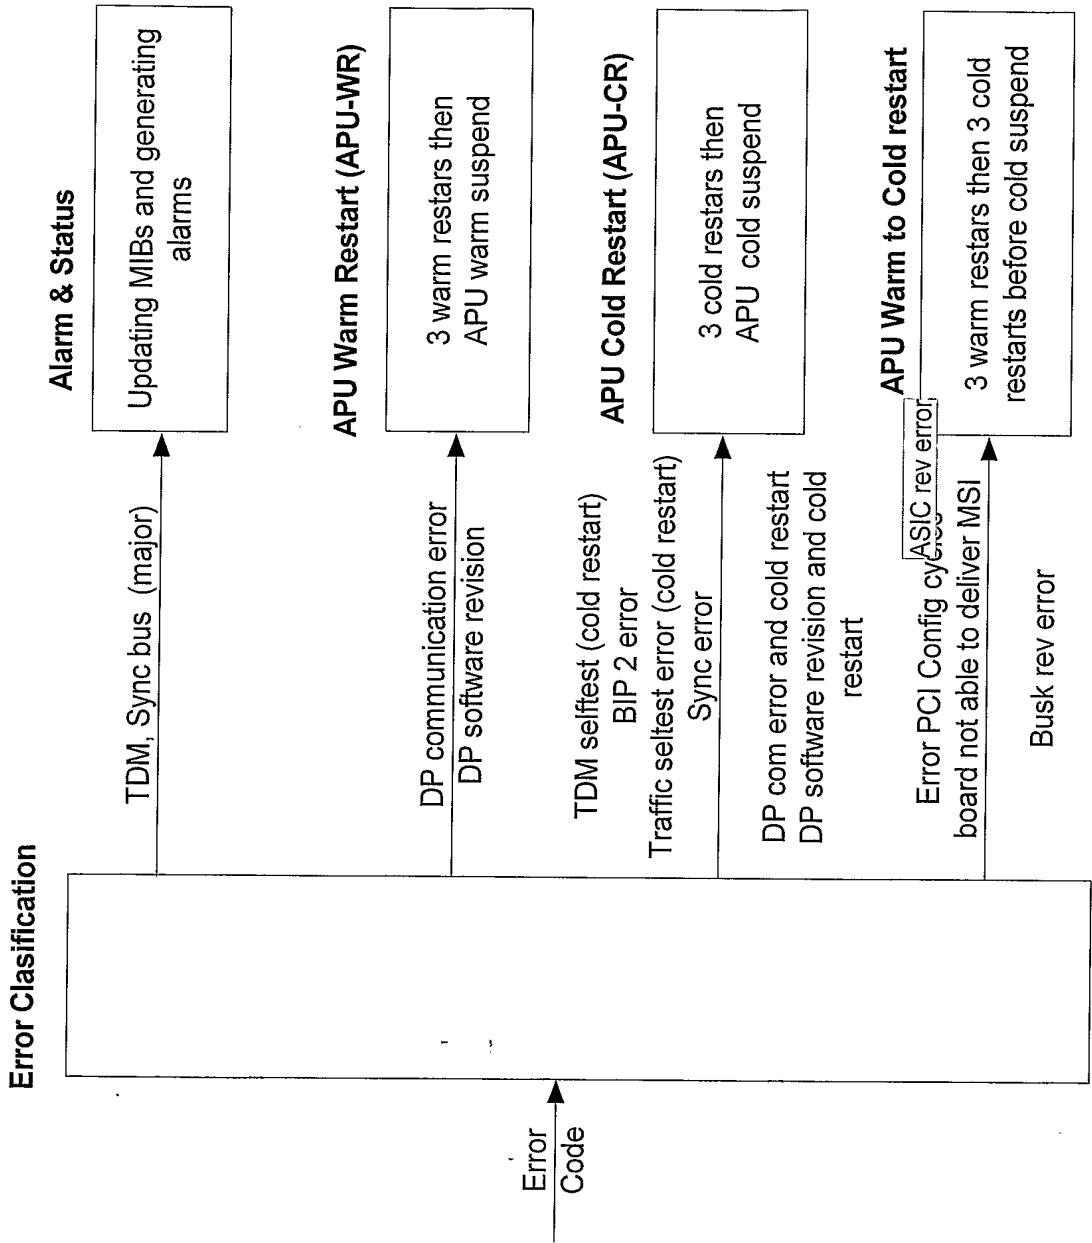 Error Clasification
Error
Code
TDM, Sync bus (major)
Alarm & Status
Updating MIBs and generating
alarms
DP communication error
DP software revision
APU Warm Restart (APU-WR)
3 warm restars then
APU warm suspend
TDM selftest (cold restart)
BIP 2 error
Traffic seltest error (cold restart)
Sync error
DP com error and cold restart
DP software revision and cold
restart
APU Cold Restart (APU-CR)
3 cold restars then
APU cold suspend
ASIC rev error
Error PCI Config
board not able to deliver MSI
Busk rev error
APU Warm to Cold restart
3 warm restars then 3 cold
restars before cold suspend